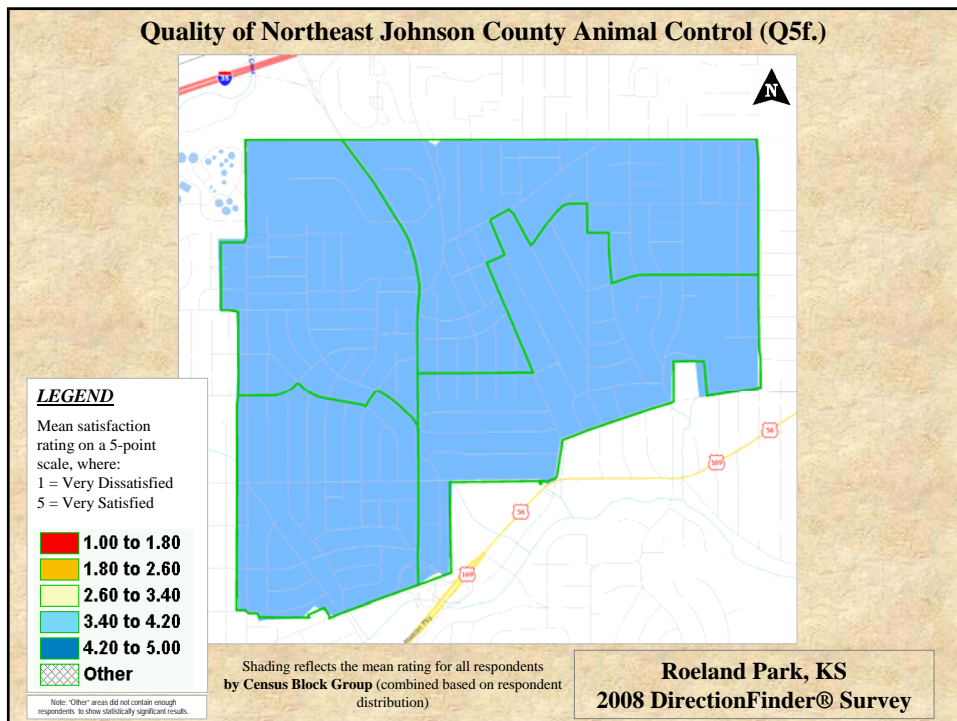 Quality of Northeast Johnson County Animal Control (Q5f.)
35
Creek
N
56
169
56
169
LEGEND
Mean satisfaction
rating on a 5-point
scale, where:
1 = Very Dissatisfied
5 = Very Satisfied
1.00 to 1.80
1.80 to 2.60
2.60 to 3.40
3.40 to 4.20
4.20 to 5.00
Other
Note: "Other" areas did not contain enough
respondents to show statistically significant results.
Shading reflects the mean rating for all respondents
by Census Block Group (combined based on respondent
distribution)
Roeland Park, KS
2008 DirectionFinder® Survey